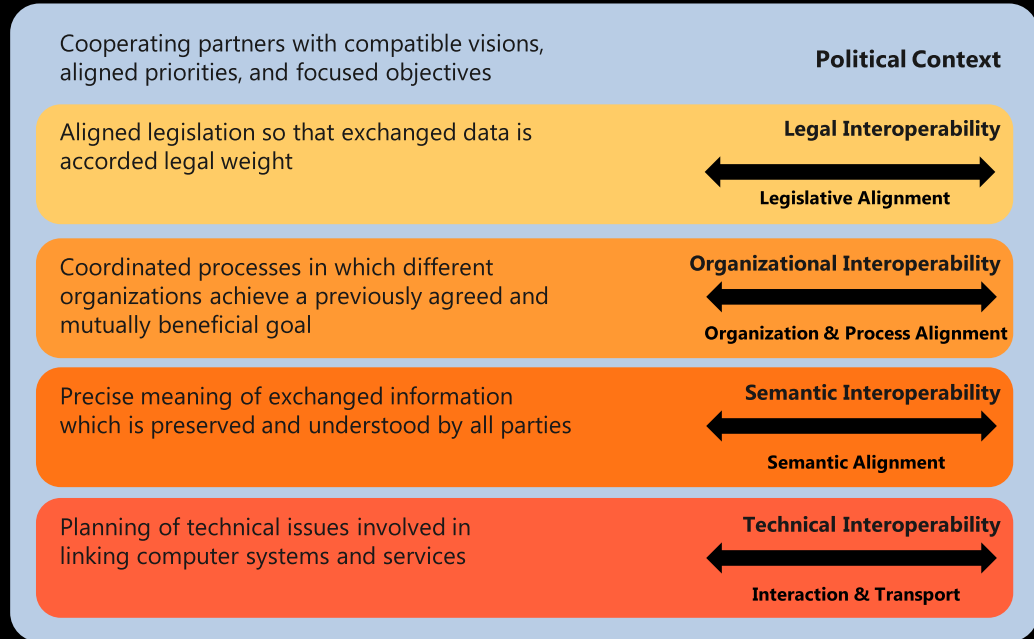 Cooperating partners with compatible visions,
aligned priorities, and focused objectives
Political Context
Aligned legislation so that exchanged data is
accorded legal weight
Legal Interoperability
Legislative Alignment
Coordinated processes in which different
organizations achieve a previously agreed and
mutually beneficial goal
Organizational Interoperability
Organization & Process Alignment
Precise meaning of exchanged information
which is preserved and understood by all parties
Semantic Interoperability
Semantic Alignment
Planning of technical issues involved in
linking computer systems and services
Technical Interoperability
Interaction & Transport